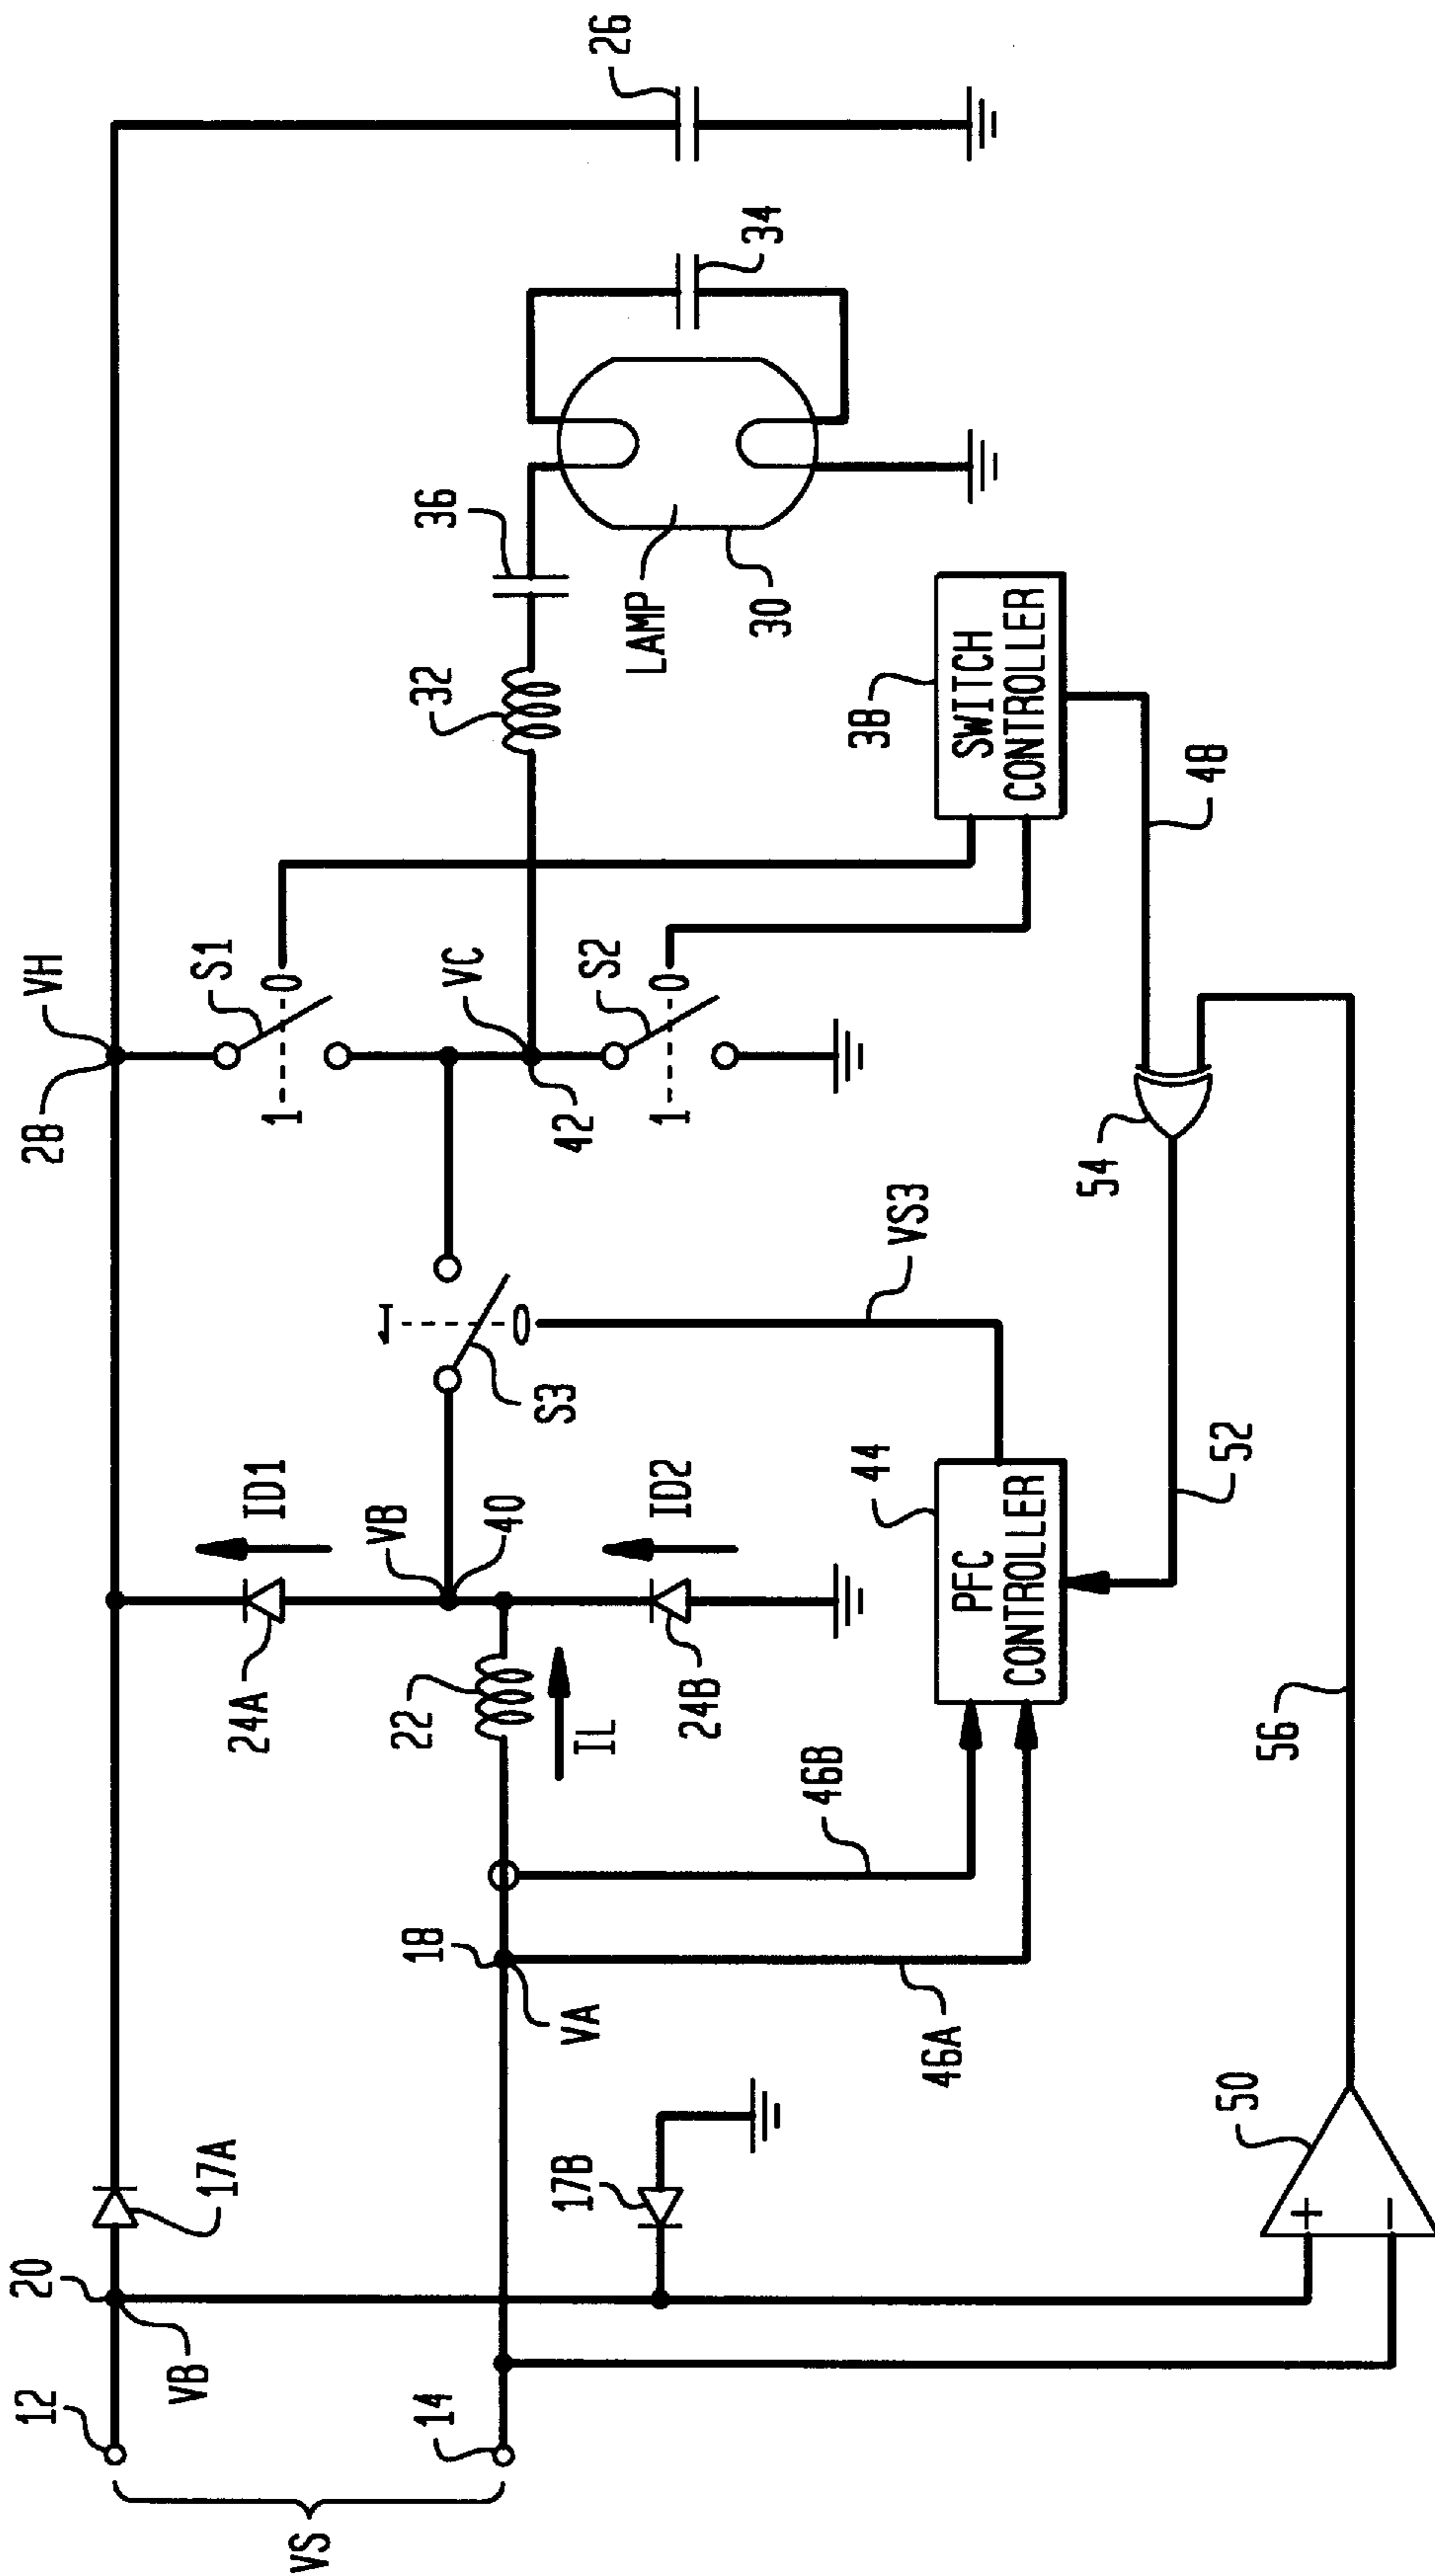 VS
12
14
20
VB
17A
17B
18
VA
46A
46B
22
IL
24A
24B
ID1
ID2
VB
40
S3
1
0
VS3
PFC
CONTROLLER
44
28
VH
S1
1
0
VC
42
S2
1
0
32
36
LAMP
30
34
26
38
SWITCH
CONTROLLER
48
54
52
56
50
+
-